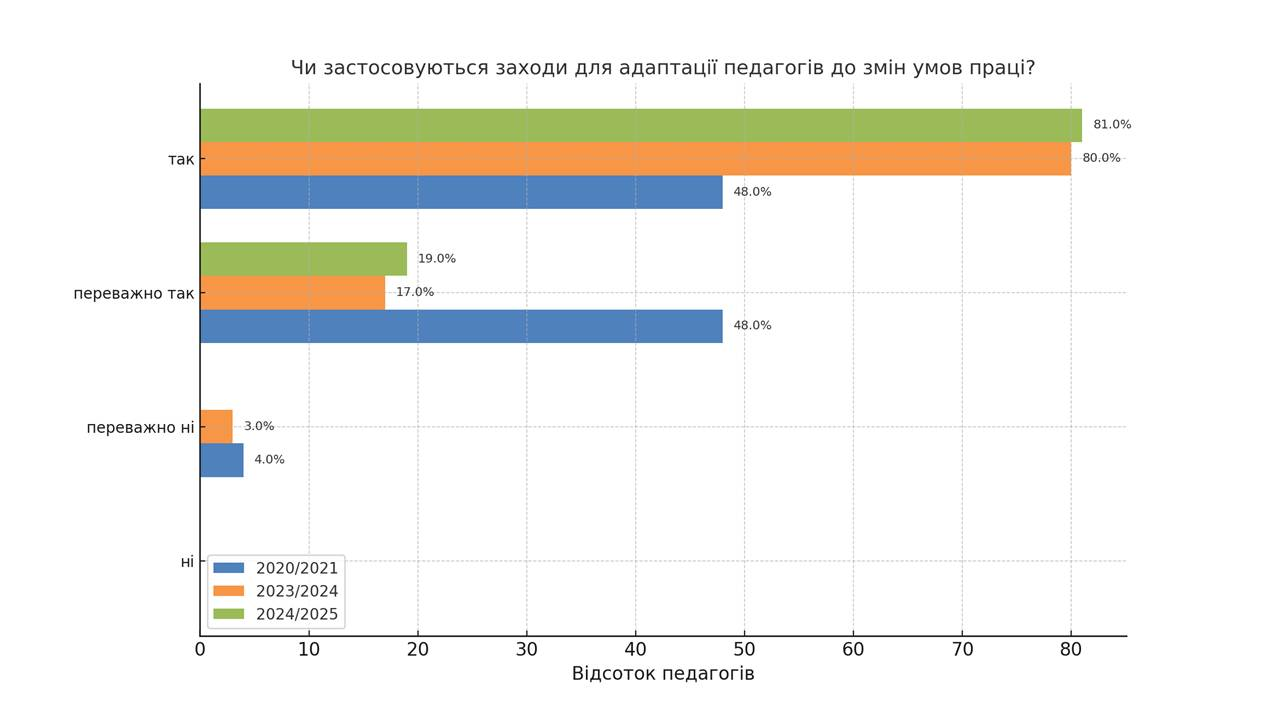 Чи застосовуються заходи для адаптації педагогів до змін умов праці?
81.0%
так
80.0%
48.0%
19.0%
переважно так
17.0%
48.0%
переважно ні
3.0%
4.0%
ні
2020/2021
2023/2024
2024/2025
0 10 20 30 40 50 60 70 80
Відсоток педагогів